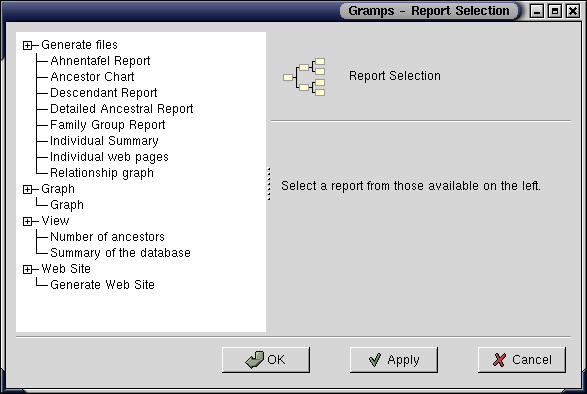 Gramps - Report Selection
Generate files
Ahnentafel Report
Ancestor Chart
Descendant Report
Detailed Ancestral Report
Family Group Report
Individual Summary
Individual web pages
Relationship graph
Graph
Graph
View
Number of ancestors
Summary of the database
Web Site
Generate Web Site
Report Selection
Select a report from those available on the left.
OK
Apply
Cancel